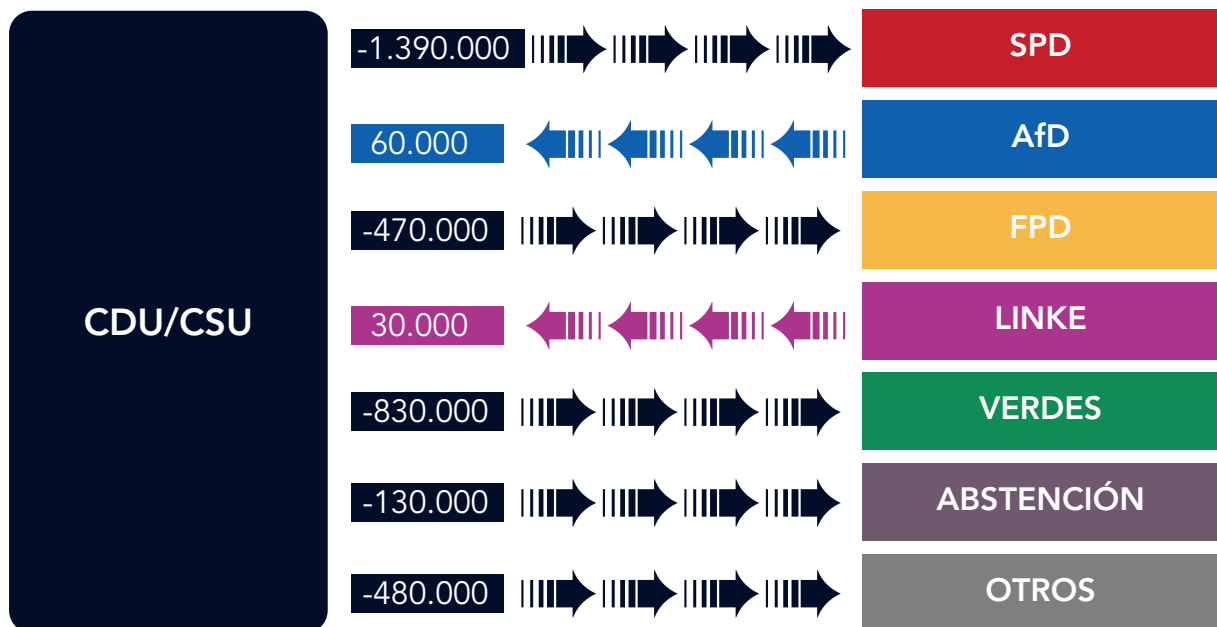 CDU/CSU
-1.390.000 SPD
60.000 AfD
-470.000 FPD
30.000 LINKE
-830.000 VERDES
-130.000 ABSTENCIÓN
-480.000 OTROS